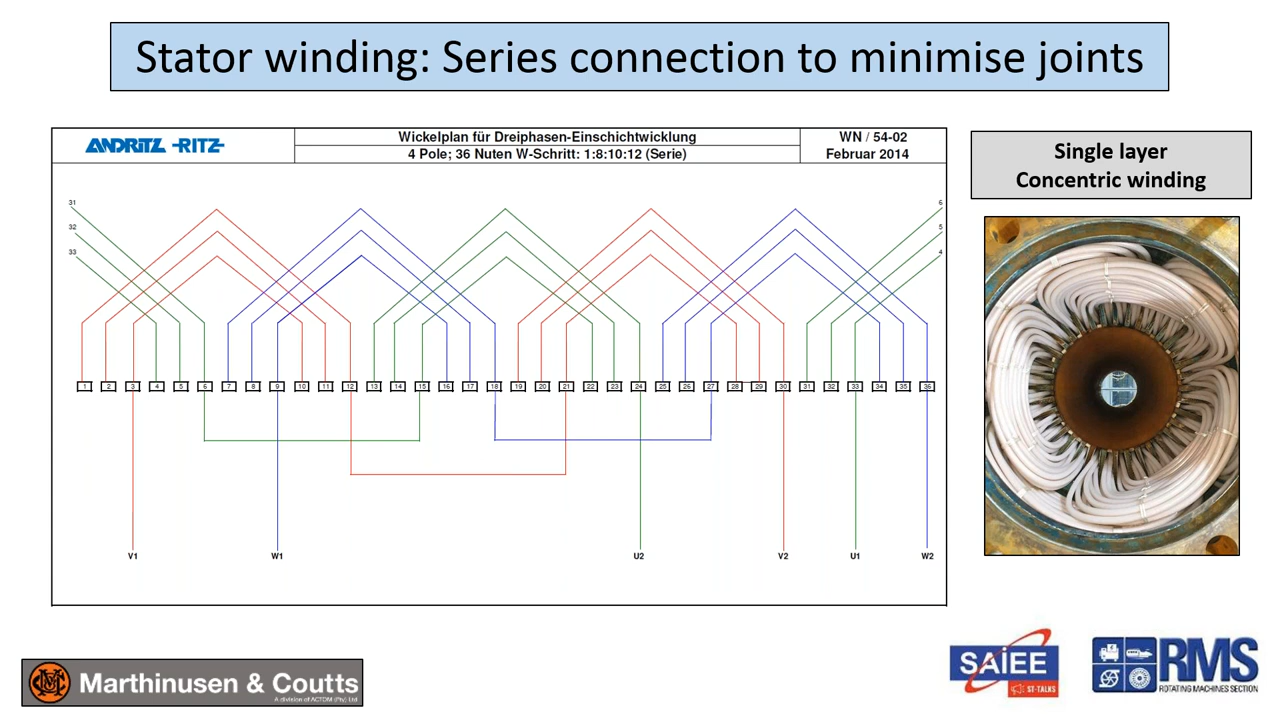 Stator winding: Series connection to minimise joints
ANDRITZ -RITZ-
Wickelplan für Dreiphasen-Einschichtwicklung
4 Pole; 36 Nuten W-Schritt: 1:8:10:12 (Serie)
WN / 54-02
Februar 2014
Single layer
Concentric winding
31
32
33
6
5
4
1 2 3 4 5 6 7 8 9 10 11 12 13 14 15 16 17 18 19 20 21 22 23 24 25 26 27 28 29 30 31 32 33 34 35 36
V1 W1 U2 V2 U1 W2
Marthinusen & Coutts
A division of ACTOM (Pty) Ltd
SAIEE
ST-TALKS
RMS
ROTATING MACHINES SECTION